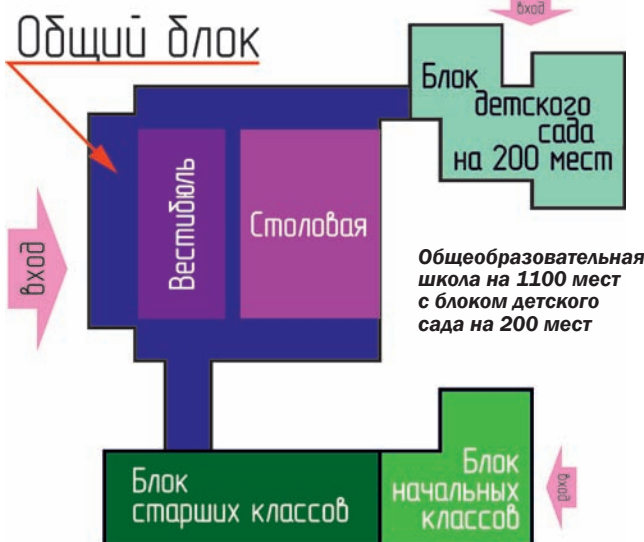 вход
Общий блок
Блок
детского
сада
на 200 мест
Вестибюль
Столовая
вход
Общеобразовательная
школа на 1100 мест
с блоком детского
сада на 200 мест
Блок
старших классов
Блок
начальных
классов
вход